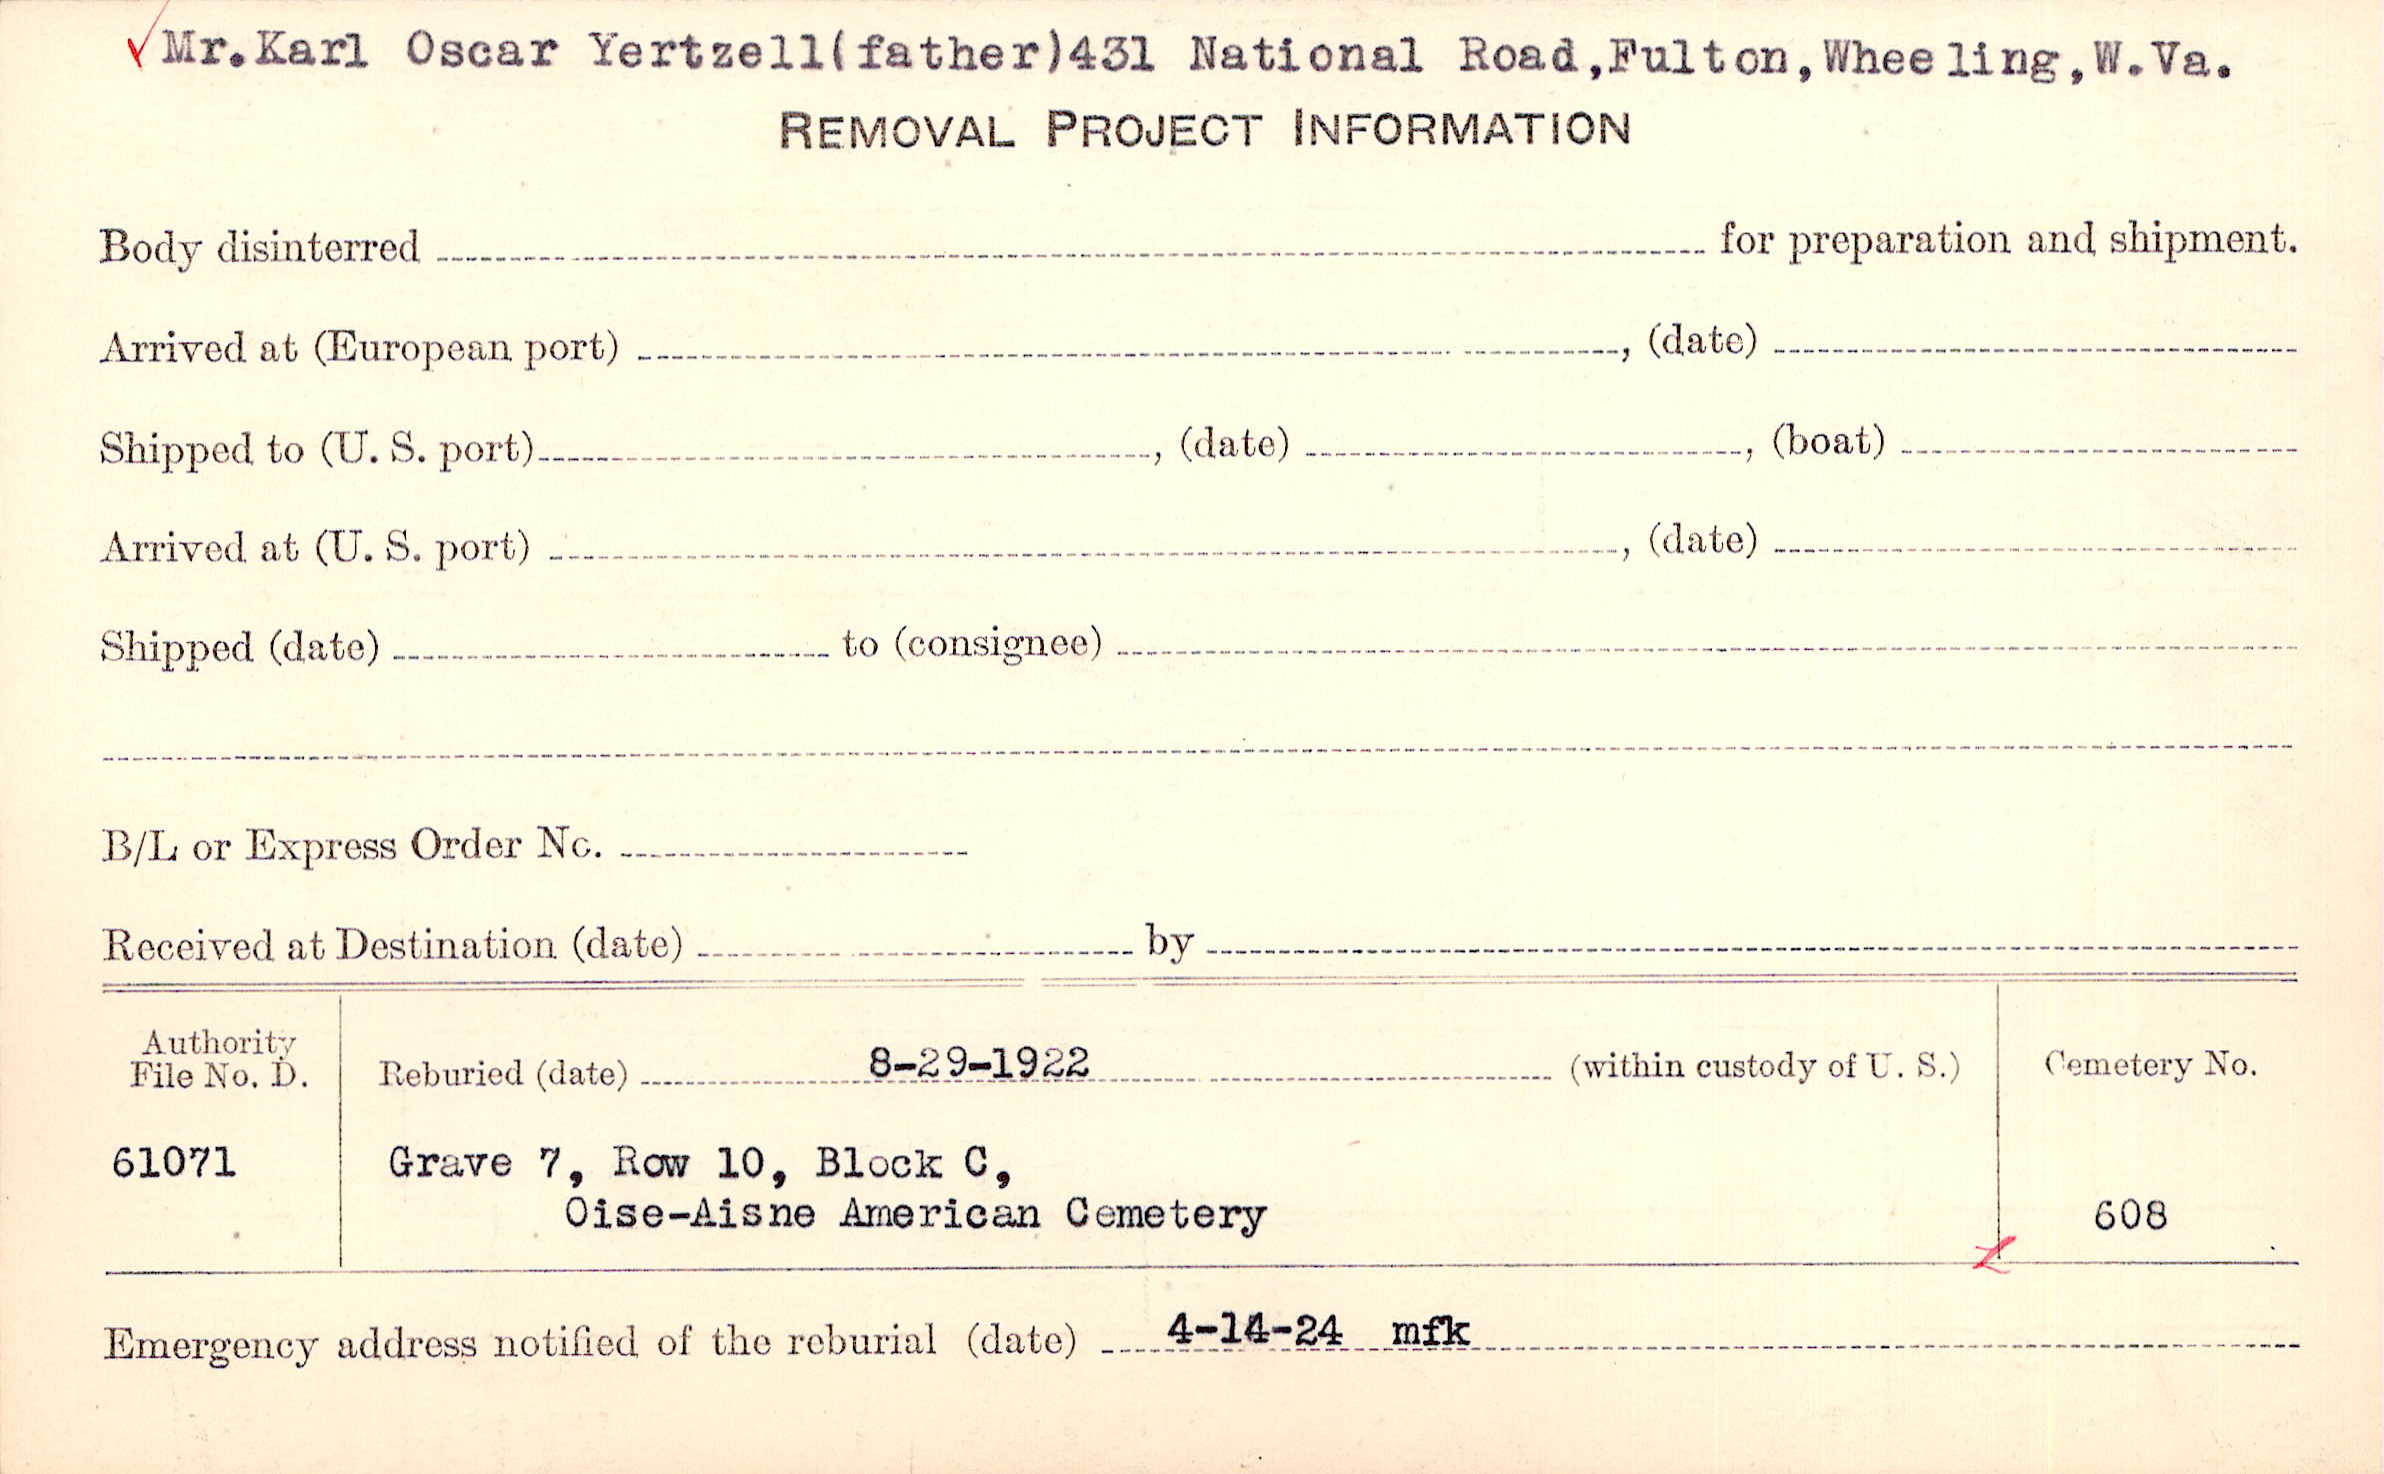 ✓Mr.Karl Oscar Yertzell(father)431 National Road,Fulton,Wheeling,W.Va.
REMOVAL PROJECT INFORMATION
Body disinterred for preparation and shipment.
Arrived at (European port) , (date)
Shipped to (U. S. port) , (date) , (boat)
Arrived at (U. S. port) , (date)
Shipped (date) to (consignee)
B/L or Express Order No.
Received at Destination (date) by
Authority
File No. D.
61071
Reburied (date) 8-29-1922 (within custody of U. S.)
Grave 7, Row 10, Block C,
Oise-Aisne American Cemetery
Cemetery No.
608
Emergency address notified of the reburial (date) 4-14-24 mfk